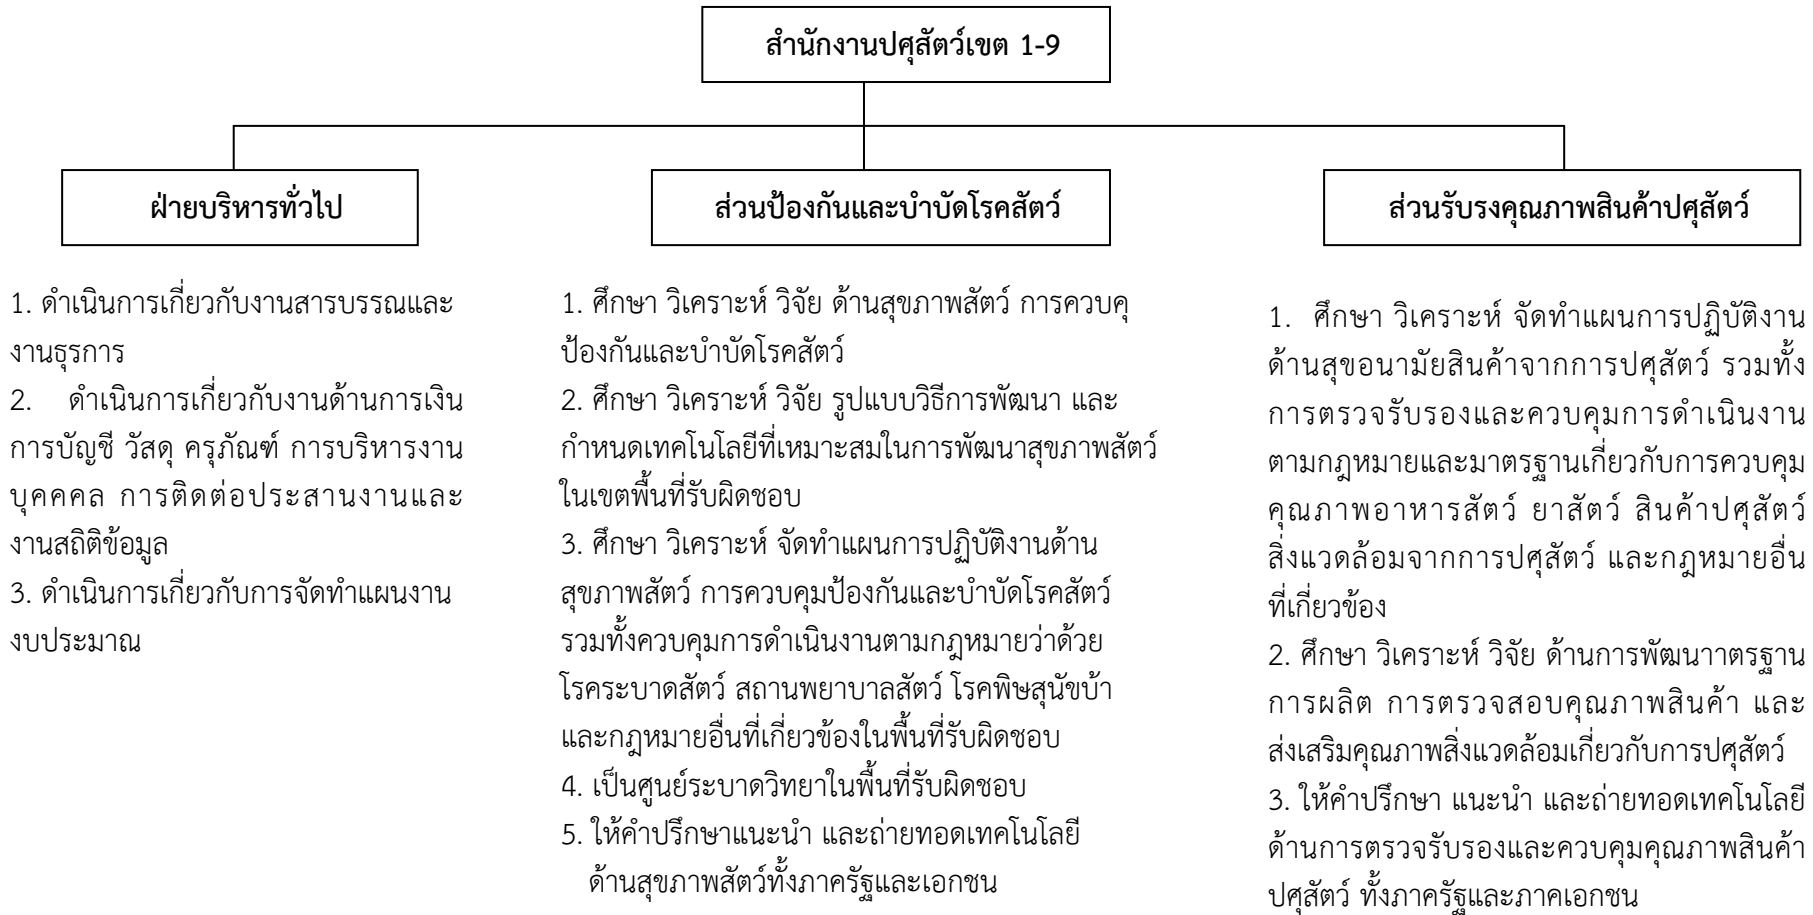 สำนักงานปศุสัตว์เขต 1-9
ฝ่ายบริหารทั่วไป
1. ดำเนินการเกี่ยวกับงานสารบรรณและ
งานธุรการ
2. ดำเนินการเกี่ยวกับงานด้านการเงิน
การบัญชี วัสดุ ครุภัณฑ์ การบริหารงาน
บุคคคล การติดต่อประสานงานและ
งานสถิติข้อมูล
3. ดำเนินการเกี่ยวกับการจัดทำแผนงาน
งบประมาณ
ส่วนป้องกันและบำบัดโรคสัตว์
1. ศึกษา วิเคราะห์ วิจัย ด้านสุขภาพสัตว์ การควบคุ
ป้องกันและบำบัดโรคสัตว์
2. ศึกษา วิเคราะห์ วิจัย รูปแบบวิธีการพัฒนา และ
กำหนดเทคโนโลยีที่เหมาะสมในการพัฒนาสุขภาพสัตว์
ในเขตพื้นที่รับผิดชอบ
3. ศึกษา วิเคราะห์ จัดทำแผนการปฏิบัติงานด้าน
สุขภาพสัตว์ การควบคุมป้องกันและบำบัดโรคสัตว์
รวมทั้งควบคุมการดำเนินงานตามกฎหมายว่าด้วย
โรคระบาดสัตว์ สถานพยาบาลสัตว์ โรคพิษสุนัขบ้า
และกฎหมายอื่นที่เกี่ยวข้องในพื้นที่รับผิดชอบ
4. เป็นศูนย์ระบาดวิทยาในพื้นที่รับผิดชอบ
5. ให้คำปรึกษาแนะนำ และถ่ายทอดเทคโนโลยี
ด้านสุขภาพสัตว์ทั้งภาครัฐและเอกชน
ส่วนรับรงคุณภาพสินค้าปศุสัตว์
1. ศึกษา วิเคราะห์ จัดทำแผนการปฏิบัติงาน
ด้านสุขอนามัยสินค้าจากการปศุสัตว์ รวมทั้ง
การตรวจรับรองและควบคุมการดำเนินงาน
ตามกฎหมายและมาตรฐานเกี่ยวกับการควบคุม
คุณภาพอาหารสัตว์ ยาสัตว์ สินค้าปศุสัตว์
สิ่งแวดล้อมจากการปศุสัตว์ และกฎหมายอื่น
ที่เกี่ยวข้อง
2. ศึกษา วิเคราะห์ วิจัย ด้านการพัฒนาาตรฐาน
การผลิต การตรวจสอบคุณภาพสินค้า และ
ส่งเสริมคุณภาพสิ่งแวดล้อมเกี่ยวกับการปศุสัตว์
3. ให้คำปรึกษา แนะนำ และถ่ายทอดเทคโนโลยี
ด้านการตรวจรับรองและควบคุมคุณภาพสินค้า
ปศุสัตว์ ทั้งภาครัฐและภาคเอกชน